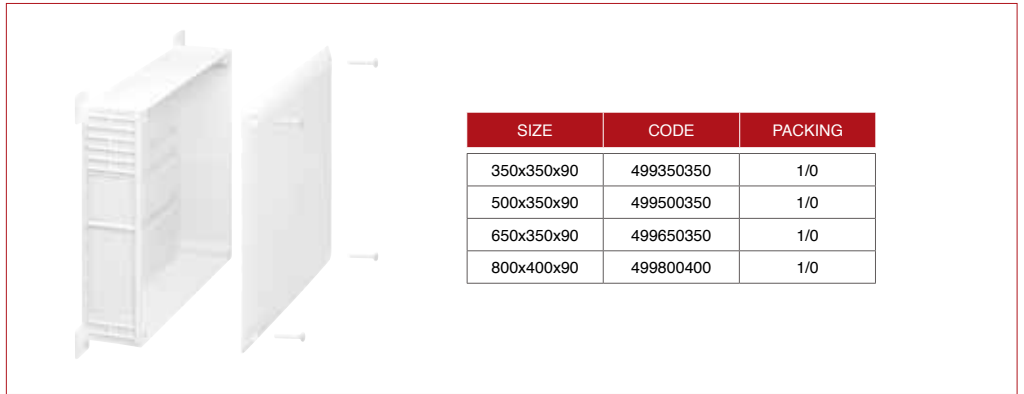 SIZE CODE PACKING
350x350x90 499350350 1/0
500x350x90 499500350 1/0
650x350x90 499650350 1/0
800x400x90 499800400 1/0